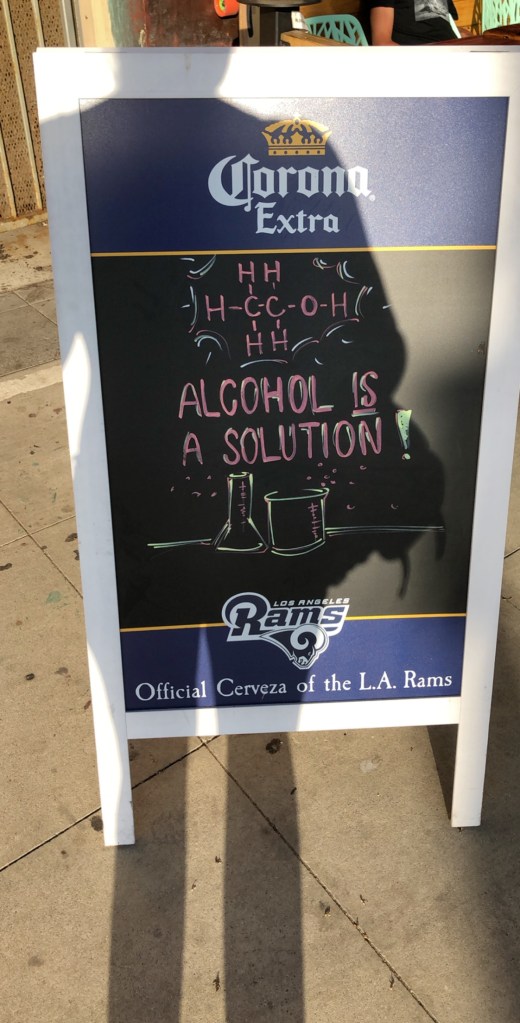 Corona
Extra
H H
H-C-C-O-H
H H
ALCOHOL IS
A SOLUTION!
LOS ANGELES
Rams
Official Cerveza of the L.A. Rams